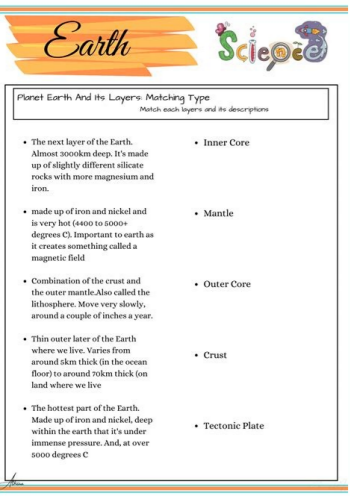 Earth
Science
Planet Earth And Its Layers: Matching Type
Match each layers and its descriptions
The next layer of the Earth.
Almost 3000km deep. It's made
up of slightly different silicate
rocks with more magnesium and
iron.
Inner Core
made up of iron and nickel and
is very hot (4400 to 5000+
degrees C). Important to earth as
it creates something called a
magnetic field
Mantle
Combination of the crust and
the outer mantle.Also called the
lithosphere. Move very slowly,
around a couple of inches a year.
Outer Core
Thin outer later of the Earth
where we live. Varies from
around 5km thick (in the ocean
floor) to around 70km thick (on
land where we live
Crust
The hottest part of the Earth.
Made up of iron and nickel, deep
within the earth that it's under
immense pressure. And, at over
5000 degrees C
Tectonic Plate